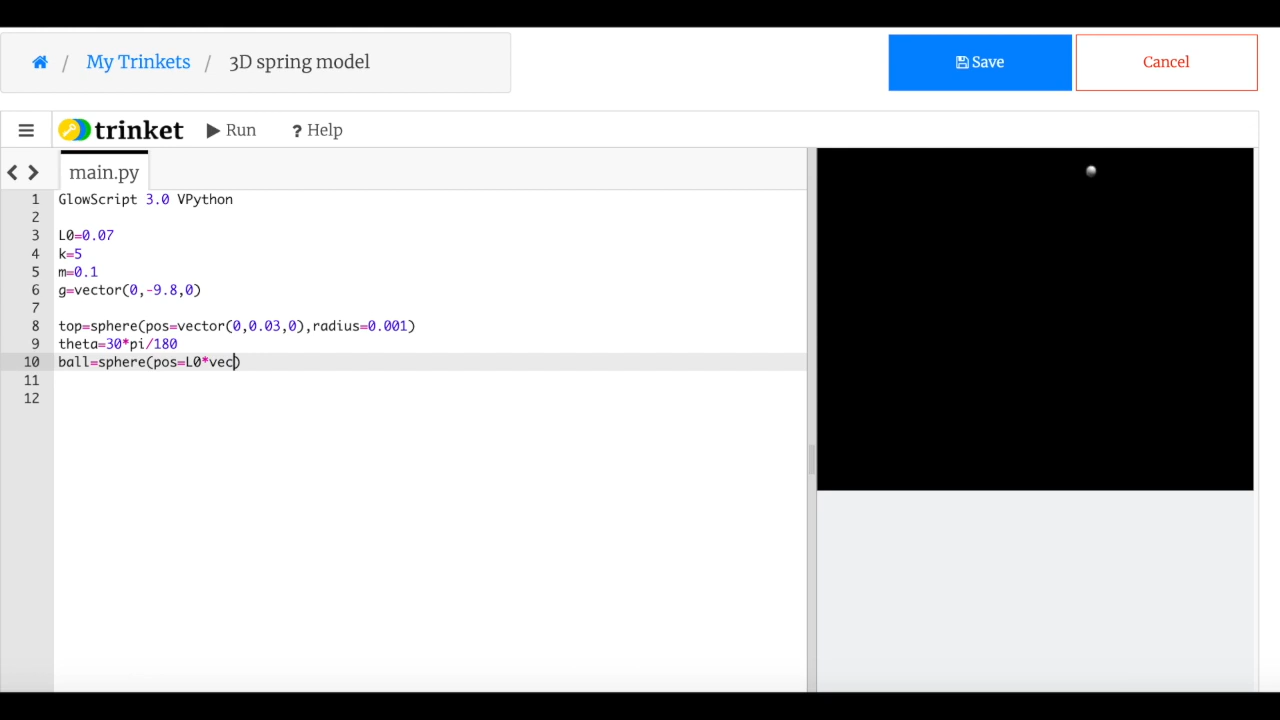 / My Trinkets / 3D spring model
Save
Cancel
trinket
Run
? Help
main.py
1 GlowScript 3.0 VPython
2
3 L0=0.07
4 k=5
5 m=0.1
6 g=vector(0,-9.8,0)
7
8 top=sphere(pos=vector(0,0.03,0),radius=0.001)
9 theta=30*pi/180
10 ball=sphere(pos=L0*vec)
11
12